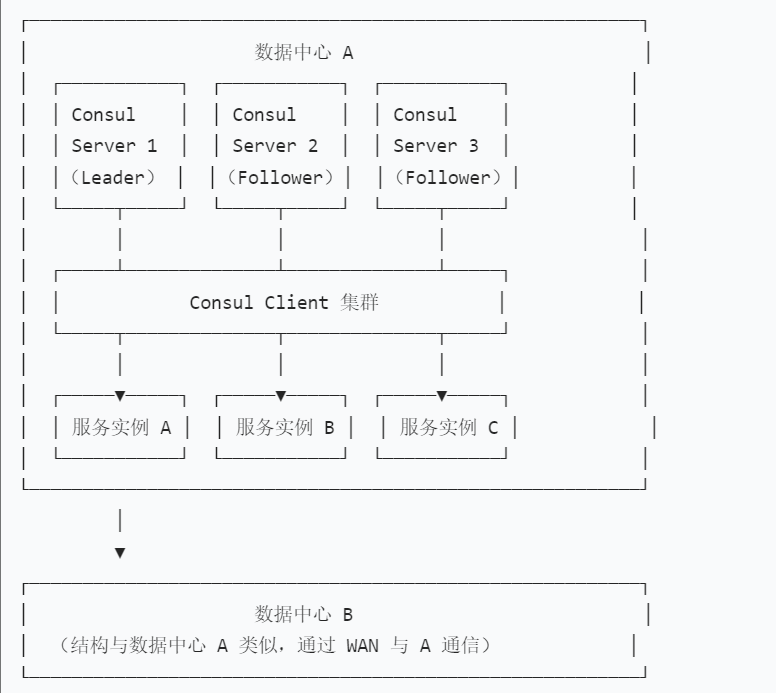 数据中心 A
Consul Consul Consul
Server 1 Server 2 Server 3
（Leader） （Follower） （Follower）
Consul Client 集群
服务实例 A 服务实例 B 服务实例 C
数据中心 B
（结构与数据中心 A 类似，通过 WAN 与 A 通信）